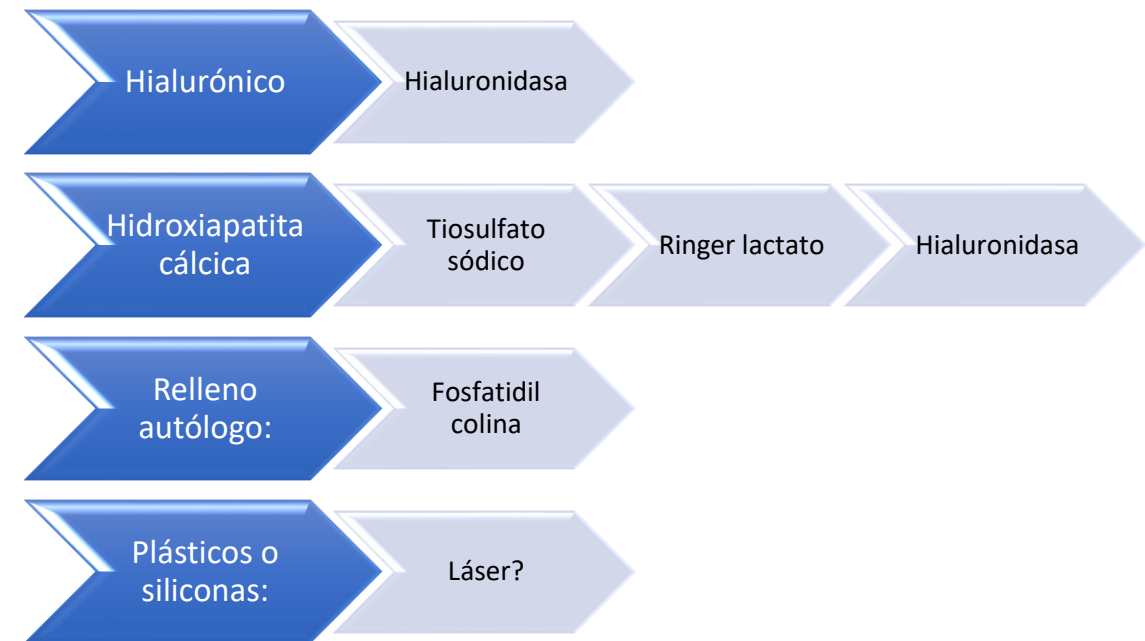 Hialurónico
Hialuronidasa
Hidroxiapatita
cálcica
Tiosulfato
sódico
Ringer lactato
Hialuronidasa
Relleno
autólogo:
Fosfatidil
colina
Plásticos o
siliconas:
Láser?